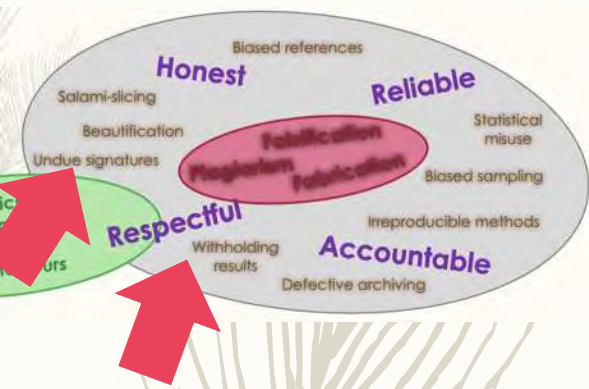 Biased references
Honest
Reliable
Salami-slicing
Statistical
misuse
Beautification
Falsification
Undue signatures
Plagiarism
Fabrication
Biased sampling
Respectful
Irreproducible methods
Withholding
results
Accountable
Defective archiving